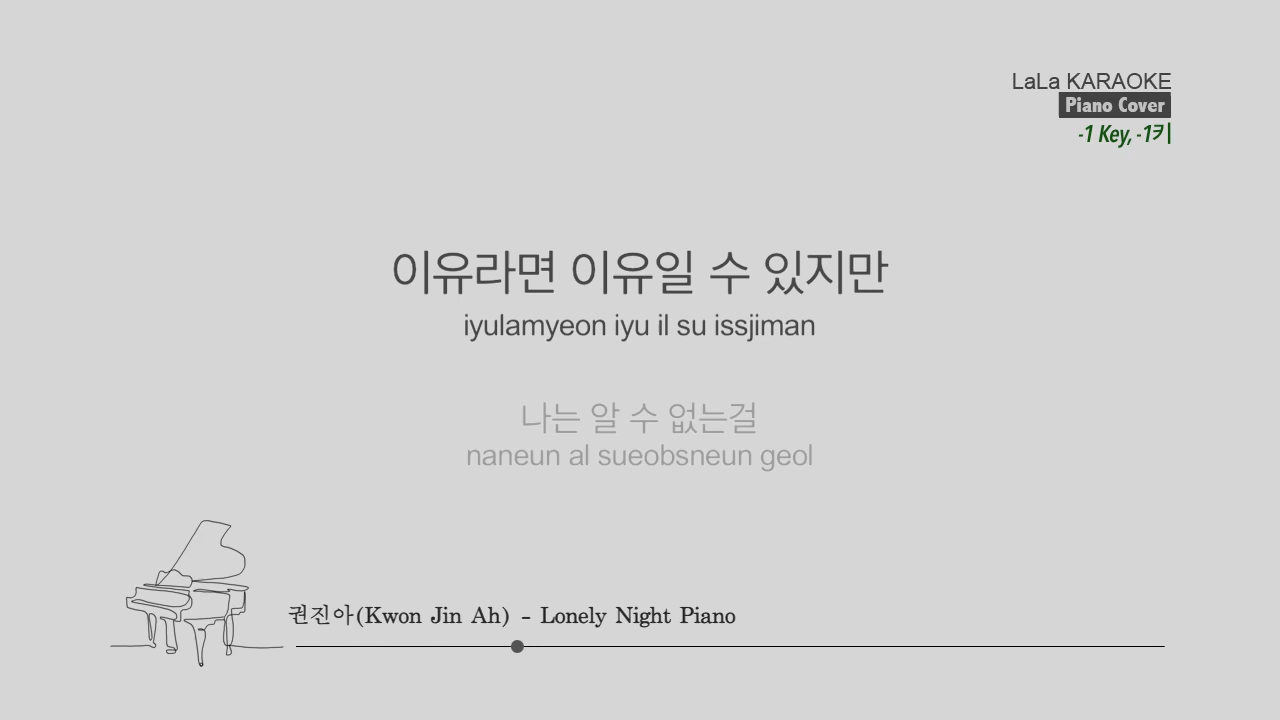 LaLa KARAOKE
Piano Cover
-1 Key, -1키
이유라면 이유일 수 있지만
iyulamyeon iyu il su issjiman
나는 알 수 없는걸
naneun al sueobsneun geol
권진아(Kwon Jin Ah) - Lonely Night Piano